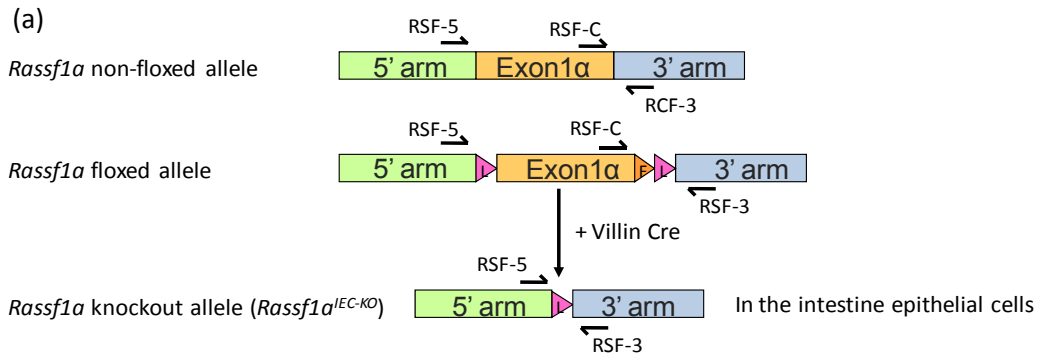 (a)
RSF-5
RSF-C
Rassf1a non-floxed allele
5' arm
Exon1α
3' arm
RCF-3
RSF-5
RSF-C
Rassf1a floxed allele
5' arm
L
Exon1α
F
L
3' arm
RSF-3
+ Villin Cre
RSF-5
Rassf1a knockout allele (Rassf1a^IEC-KO)
5' arm
L
3' arm
In the intestine epithelial cells
RSF-3